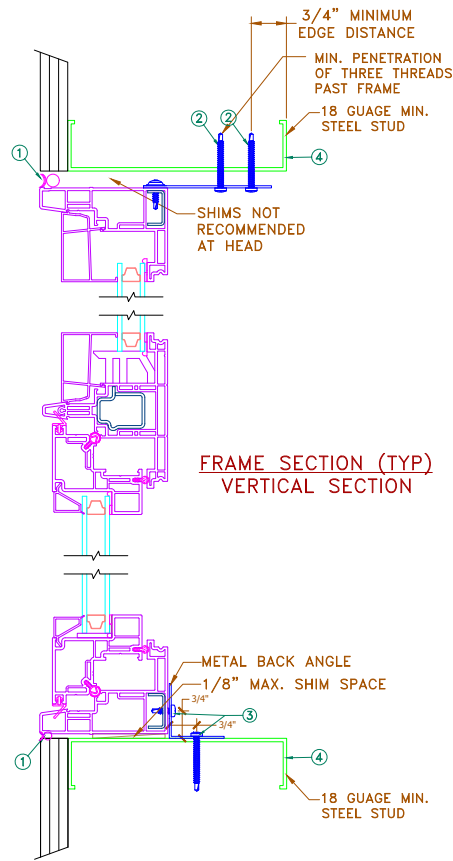 3/4" MINIMUM
EDGE DISTANCE
MIN. PENETRATION
OF THREE THREADS
PAST FRAME
2
2
18 GUAGE MIN.
STEEL STUD
1
4
SHIMS NOT
RECOMMENDED
AT HEAD
FRAME SECTION (TYP)
VERTICAL SECTION
METAL BACK ANGLE
1/8" MAX. SHIM SPACE
3/4"
3
3/4"
1
4
18 GUAGE MIN.
STEEL STUD